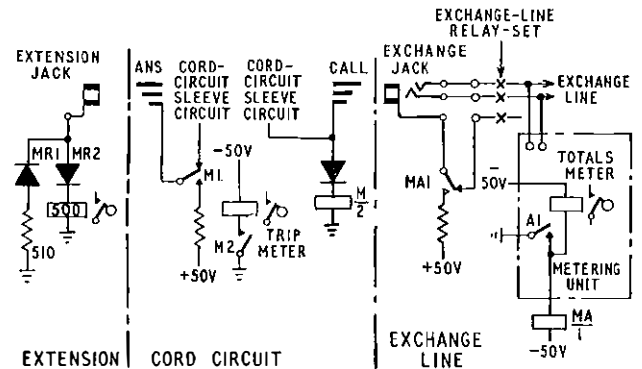 EXCHANGE-LINE
RELAY-SET
EXTENSION
JACK
ANS
CORD-
CIRCUIT
SLEEVE
CIRCUIT
CORD-
CIRCUIT
SLEEVE
CIRCUIT
CALL
EXCHANGE
JACK
EXCHANGE
LINE
MR1
MR2
500
510
M1
-50V
M2
TRIP
METER
+50V
M
2
MA1
+50V
-
50V
TOTALS
METER
A1
METERING
UNIT
MA
1
-50V
EXTENSION
CORD CIRCUIT
EXCHANGE
LINE